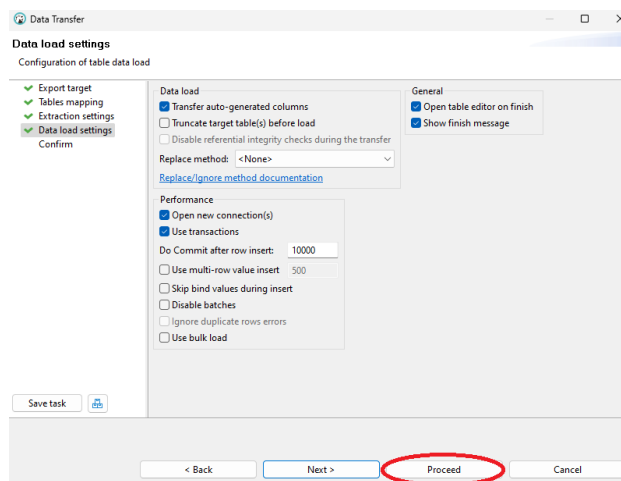 Data Transfer
Data load settings
Configuration of table data load
Export target
Tables mapping
Extraction settings
Data load settings
Confirm
Data load
Transfer auto-generated columns
Truncate target table(s) before load
Disable referential integrity checks during the transfer
Replace method: <None>
Replace/Ignore method documentation
Performance
Open new connection(s)
Use transactions
Do Commit after row insert: 10000
Use multi-row value insert 500
Skip bind values during insert
Disable batches
Ignore duplicate rows errors
Use bulk load
General
Open table editor on finish
Show finish message
Save task
< Back Next > Proceed Cancel